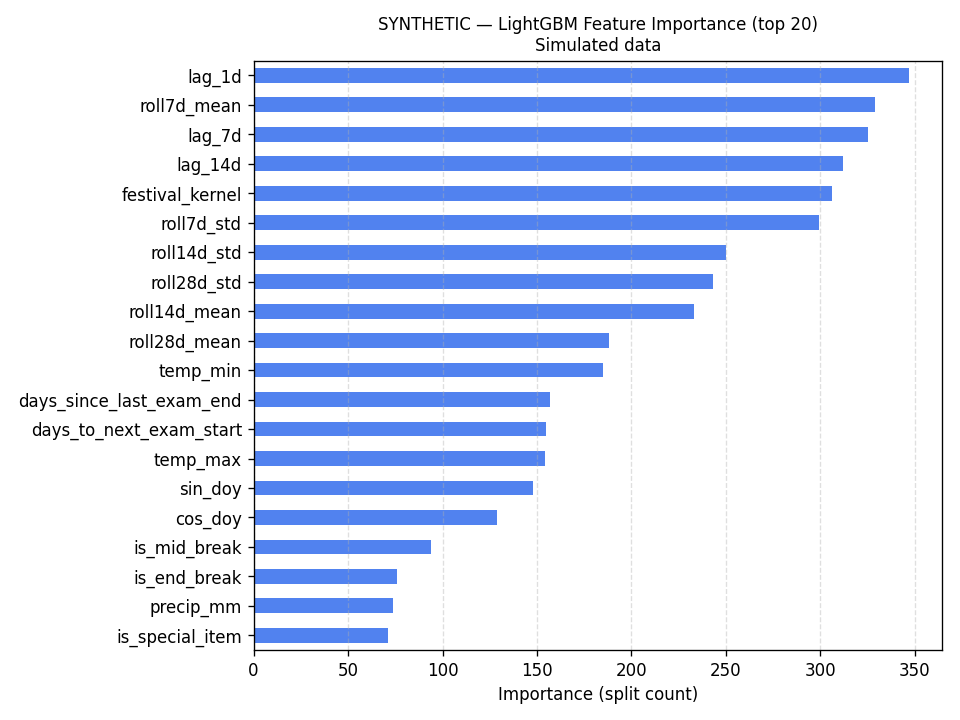 SYNTHETIC — LightGBM Feature Importance (top 20)
Simulated data
lag_1d
roll7d_mean
lag_7d
lag_14d
festival_kernel
roll7d_std
roll14d_std
roll28d_std
roll14d_mean
roll28d_mean
temp_min
days_since_last_exam_end
days_to_next_exam_start
temp_max
sin_doy
cos_doy
is_mid_break
is_end_break
precip_mm
is_special_item
0 50 100 150 200 250 300 350
Importance (split count)